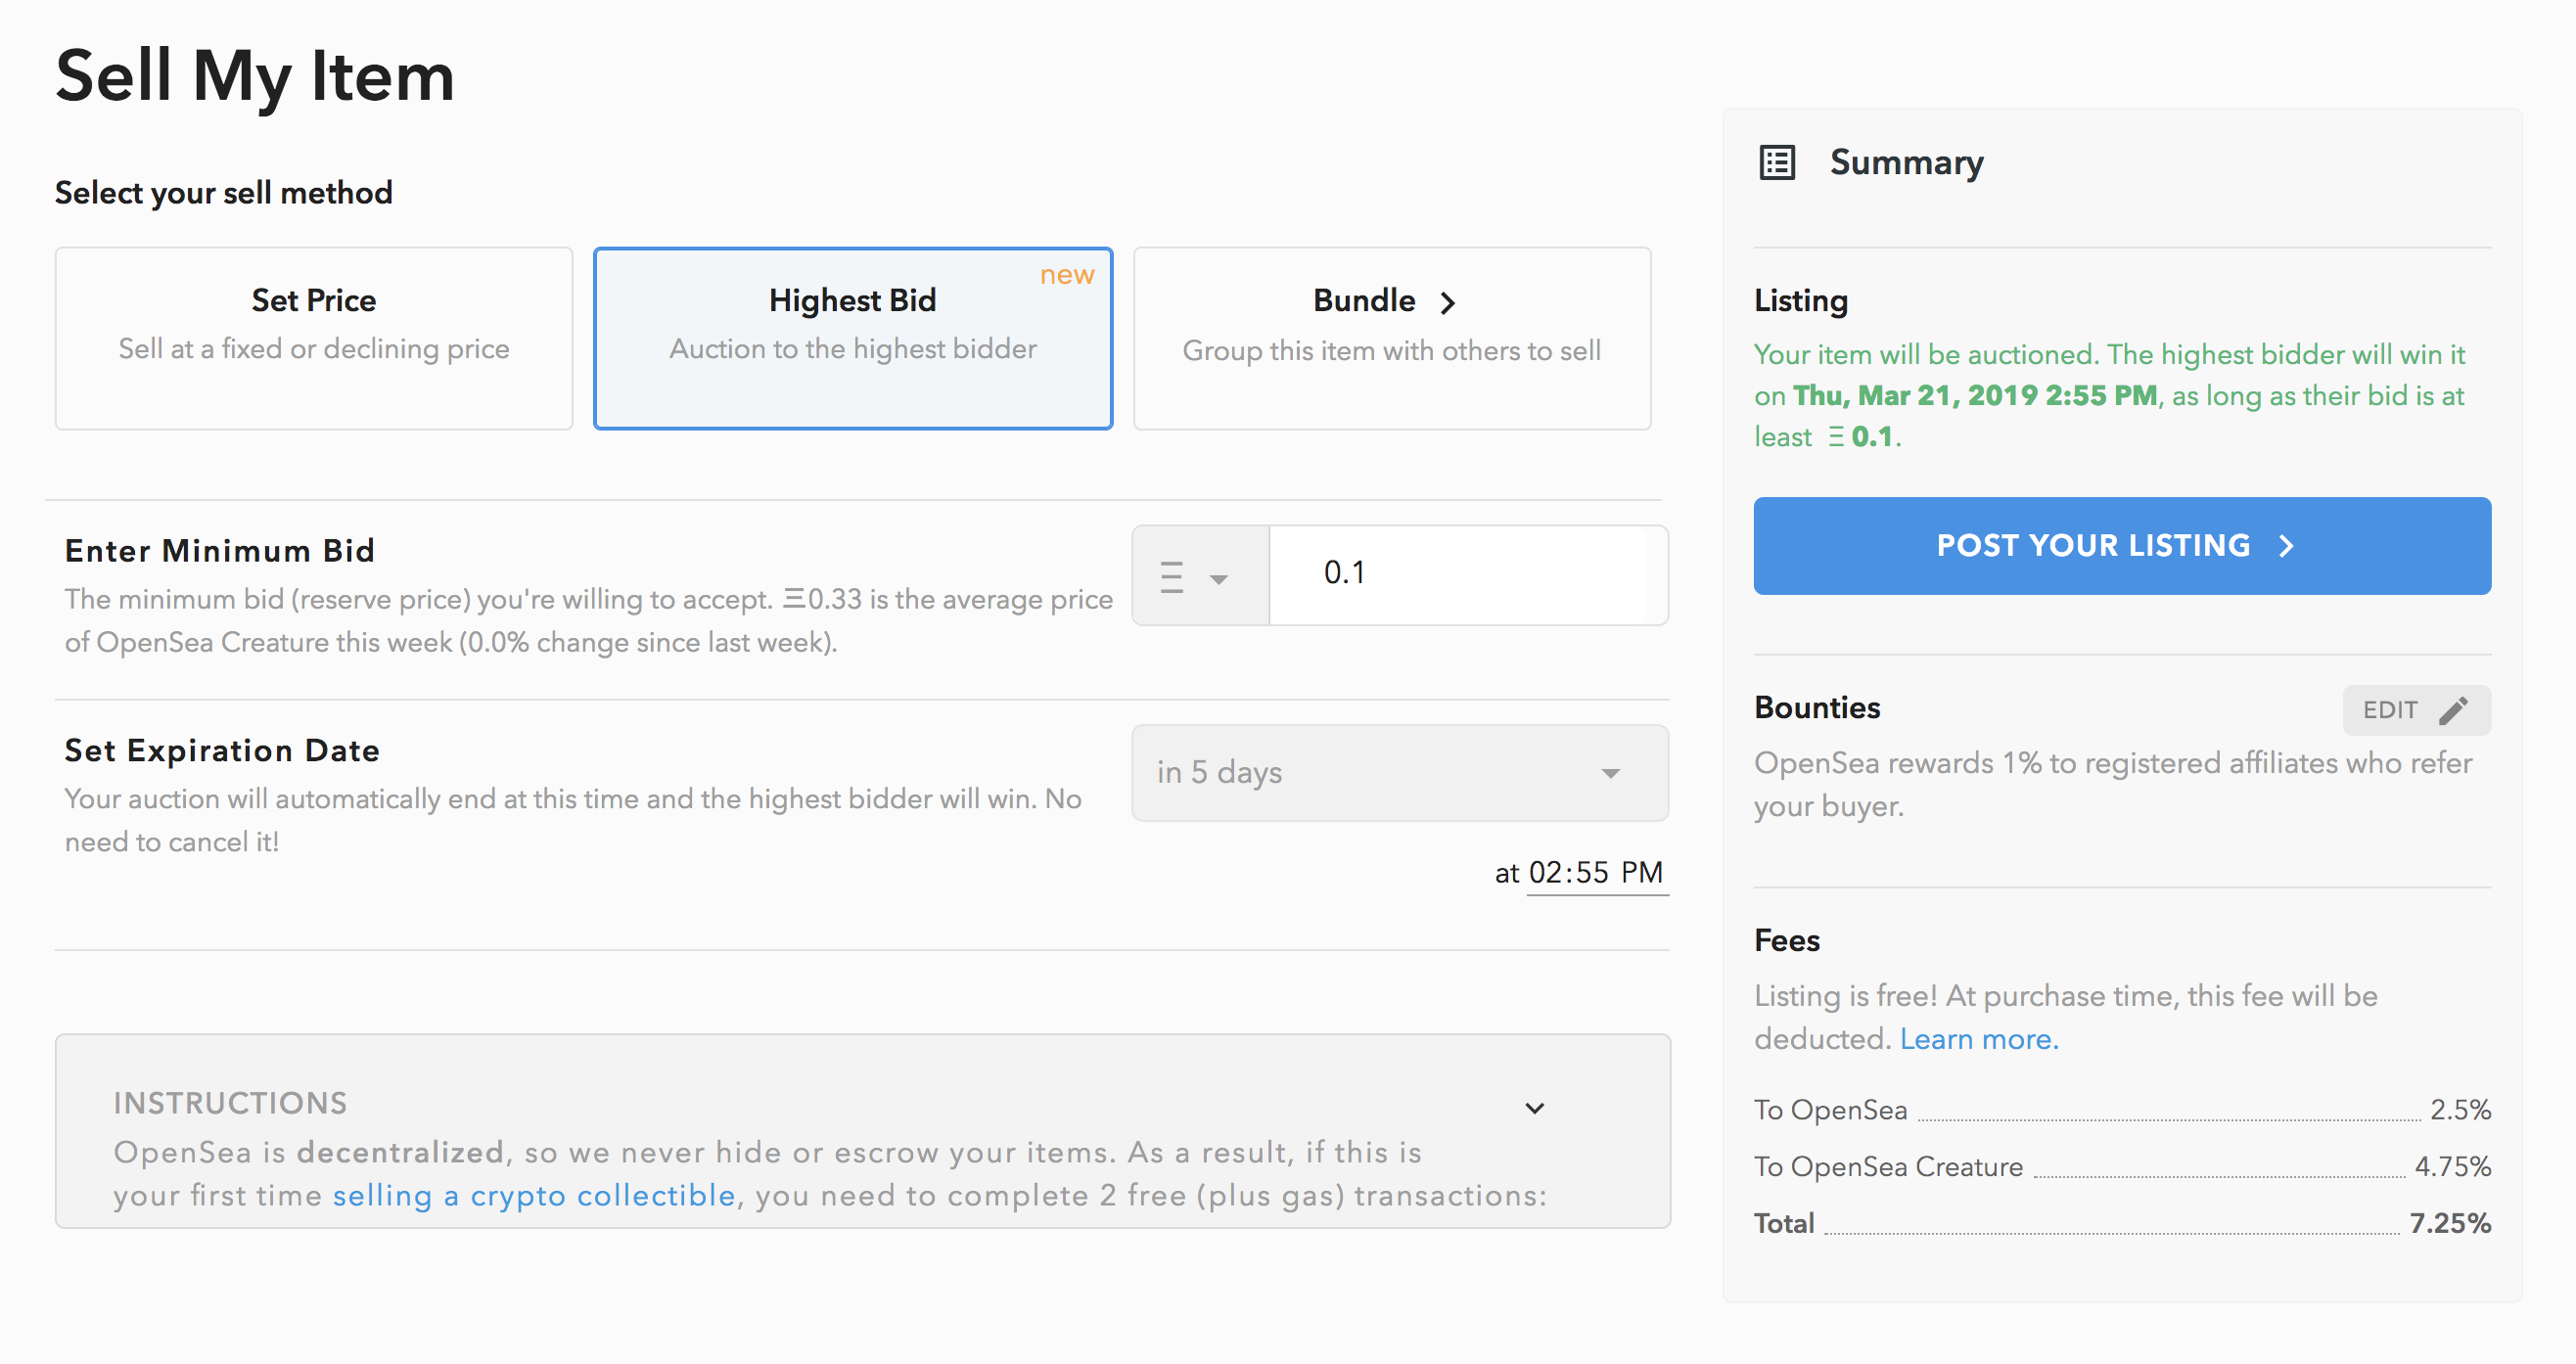 Sell My Item
Select your sell method
Set Price
Sell at a fixed or declining price
new
Highest Bid
Auction to the highest bidder
Bundle
Group this item with others to sell
Enter Minimum Bid
The minimum bid (reserve price) you're willing to accept. Ξ0.33 is the average price
of OpenSea Creature this week (0.0% change since last week).
Ξ
0.1
Set Expiration Date
Your auction will automatically end at this time and the highest bidder will win. No
need to cancel it!
in 5 days
at 02:55 PM
INSTRUCTIONS
OpenSea is decentralized, so we never hide or escrow your items. As a result, if this is
your first time selling a crypto collectible, you need to complete 2 free (plus gas) transactions:
Summary
Listing
Your item will be auctioned. The highest bidder will win it
on Thu, Mar 21, 2019 2:55 PM, as long as their bid is at
least Ξ 0.1.
POST YOUR LISTING
Bounties
EDIT
OpenSea rewards 1% to registered affiliates who refer
your buyer.
Fees
Listing is free! At purchase time, this fee will be
deducted. Learn more.
To OpenSea 2.5%
To OpenSea Creature 4.75%
Total 7.25%